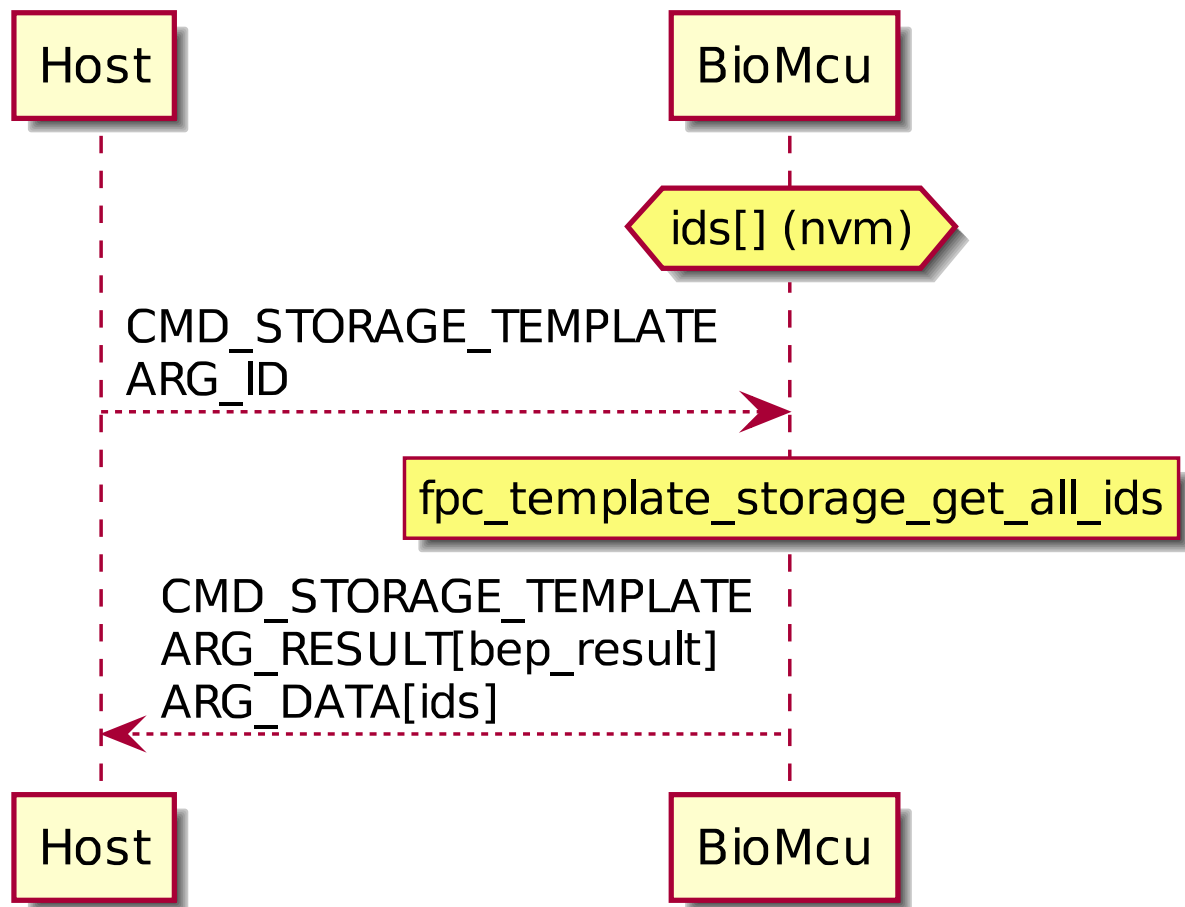 Host
BioMcu
ids[] (nvm)
CMD_STORAGE_TEMPLATE
ARG_ID
fpc_template_storage_get_all_ids
CMD_STORAGE_TEMPLATE
ARG_RESULT[bep_result]
ARG_DATA[ids]
Host
BioMcu